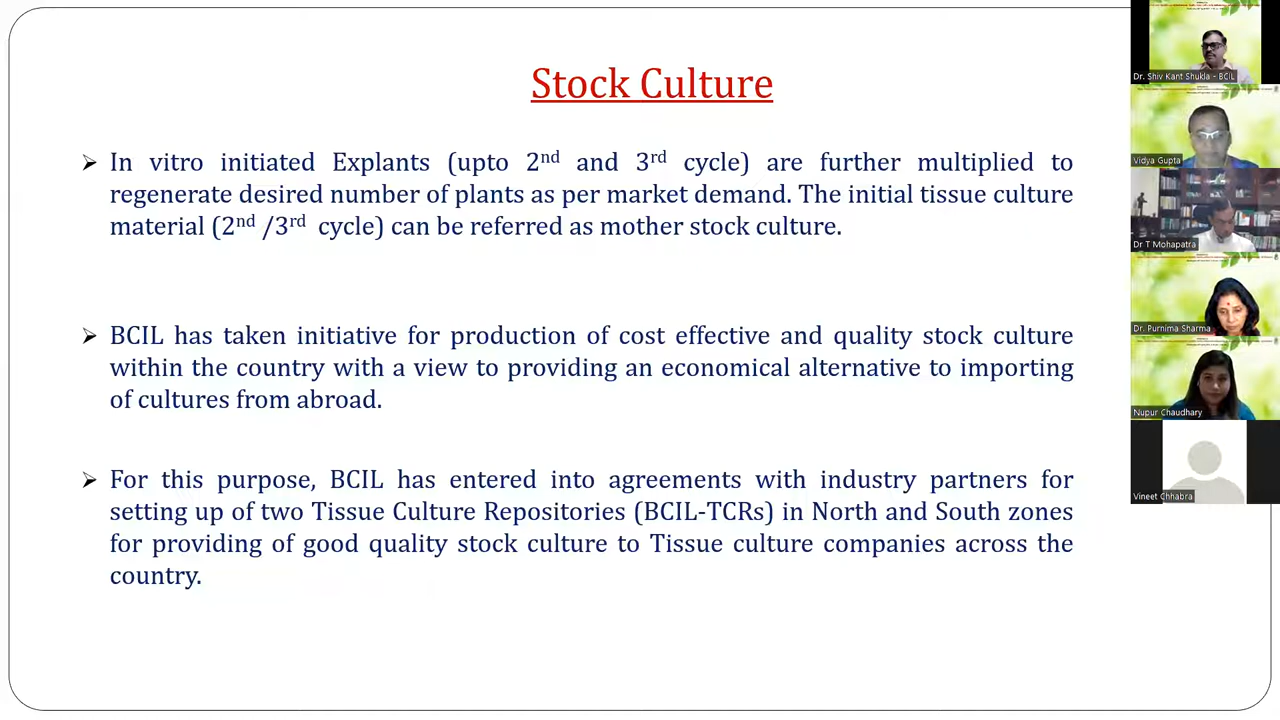 Stock Culture
➢ In vitro initiated Explants (upto 2nd and 3rd cycle) are further multiplied to
regenerate desired number of plants as per market demand. The initial tissue culture
material (2nd /3rd cycle) can be referred as mother stock culture.
➢ BCIL has taken initiative for production of cost effective and quality stock culture
within the country with a view to providing an economical alternative to importing
of cultures from abroad.
➢ For this purpose, BCIL has entered into agreements with industry partners for
setting up of two Tissue Culture Repositories (BCIL-TCRs) in North and South zones
for providing of good quality stock culture to Tissue culture companies across the
country.
Dr. Shiv Kant Shukla - BCIL
Vidya Gupta
Dr T Mohapatra
Dr. Purnima Sharma
Nupur Chaudhary
Vineet Chhabra